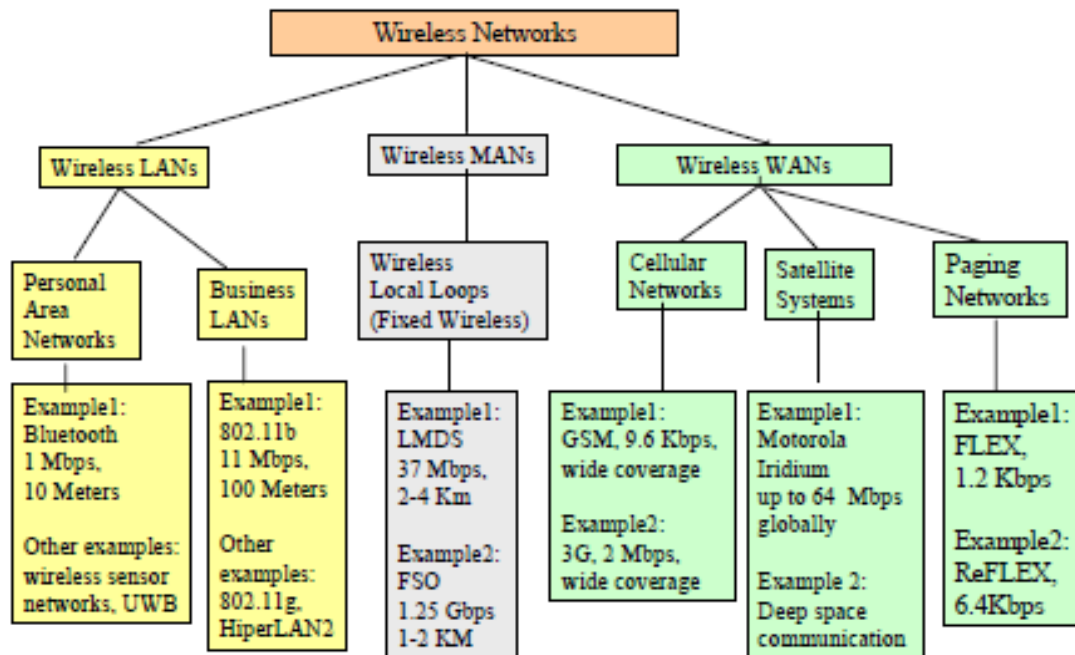 Wireless Networks
Wireless LANs
Wireless MANs
Wireless WANs
Personal
Area
Networks
Business
LANs
Wireless
Local Loops
(Fixed Wireless)
Cellular
Networks
Satellite
Systems
Paging
Networks
Example1:
Bluetooth
1 Mbps,
10 Meters
Other examples:
wireless sensor
networks, UWB
Example1:
802.11b
11 Mbps,
100 Meters
Other
examples:
802.11g,
HiperLAN2
Example1:
LMDS
37 Mbps,
2-4 Km
Example2:
FSO
1.25 Gbps
1-2 KM
Example1:
GSM, 9.6 Kbps,
wide coverage
Example2:
3G, 2 Mbps,
wide coverage
Example1:
Motorola
Iridium
up to 64 Mbps
globally
Example 2:
Deep space
communication
Example1:
FLEX,
1.2 Kbps
Example2:
ReFLEX,
6.4Kbps